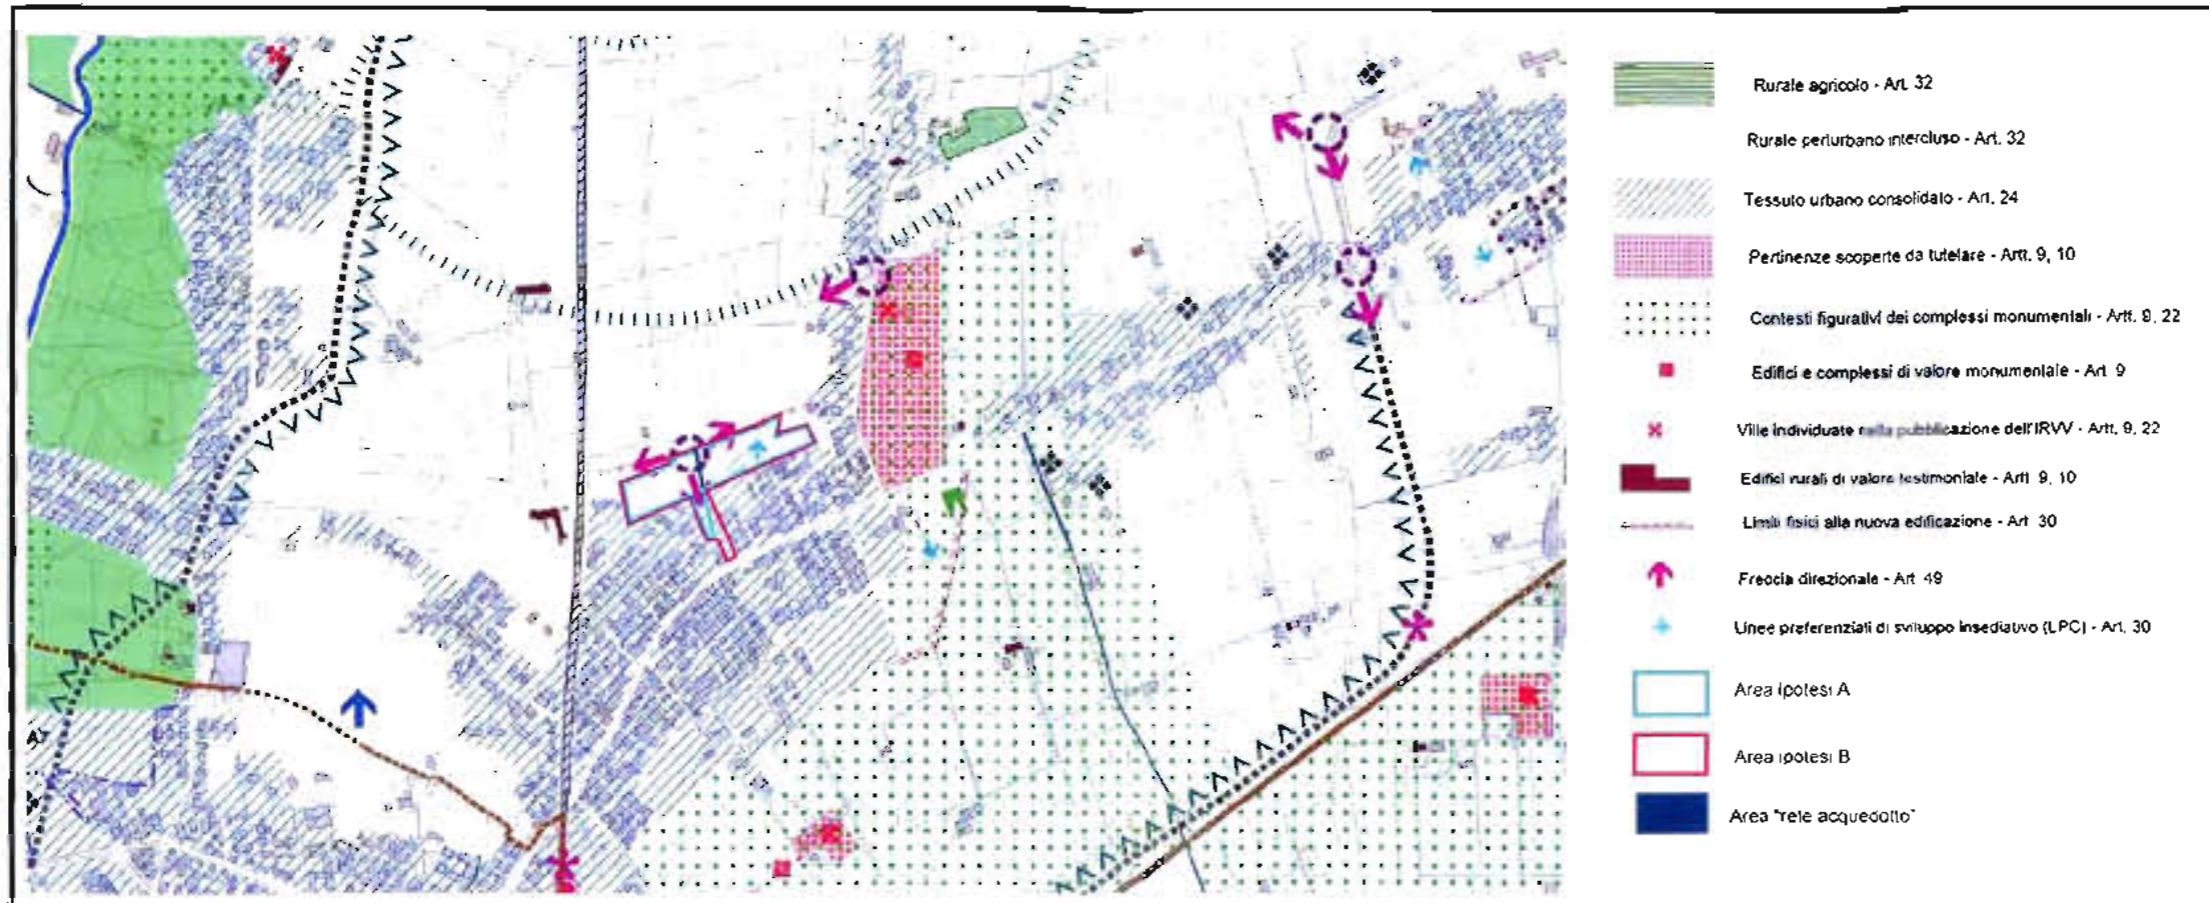 Rurale agricolo - Art. 32
Rurale periurbano intercluso - Art. 32
Tessuto urbano consolidato - Art. 24
Pertinenze scoperte da tutelare - Artt. 9, 10
Contesti figurativi dei complessi monumentali - Artt. 9, 22
Edifici e complessi di valore monumentale - Art. 9
Ville individuate nella pubblicazione dell'IRVV - Artt. 9, 22
Edifici rurali di valore testimoniale - Artt. 9, 10
Limiti fisici alla nuova edificazione - Art. 30
Freccia direzionale - Art. 49
Linee preferenziali di sviluppo insediativo (LPC) - Art. 30
Area ipotesi A
Area ipotesi B
Area "rete acquedotto"